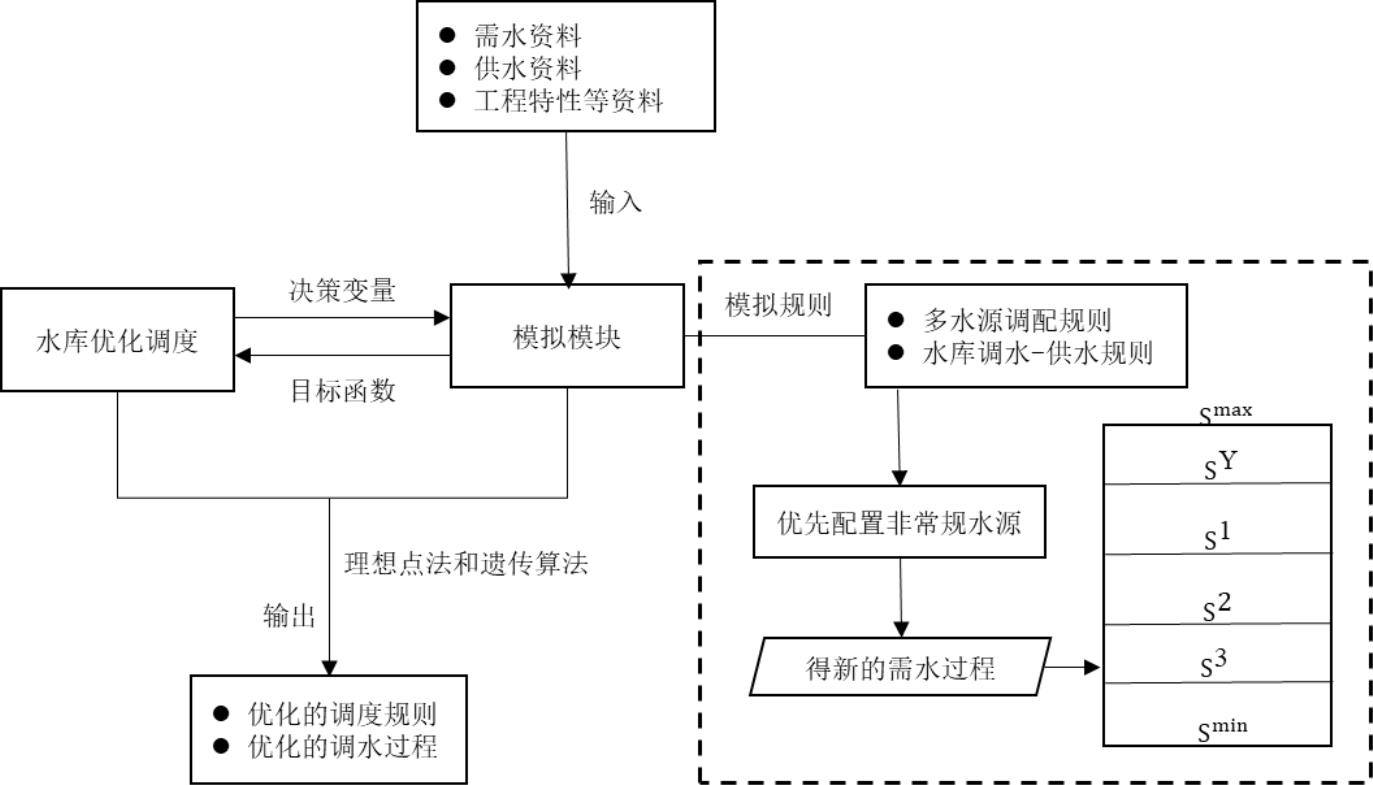 ● 需水资料
● 供水资料
● 工程特性等资料
输入
决策变量
水库优化调度
模拟模块
目标函数
模拟规则
● 多水源调配规则
● 水库调水-供水规则
优先配置非常规水源
得新的需水过程
S^max
S^Y
S^1
S^2
S^3
S^min
理想点法和遗传算法
输出
● 优化的调度规则
● 优化的调水过程